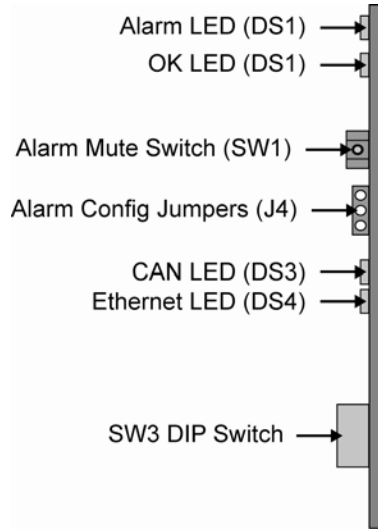 Alarm LED (DS1)
OK LED (DS1)
Alarm Mute Switch (SW1)
Alarm Config Jumpers (J4)
CAN LED (DS3)
Ethernet LED (DS4)
SW3 DIP Switch